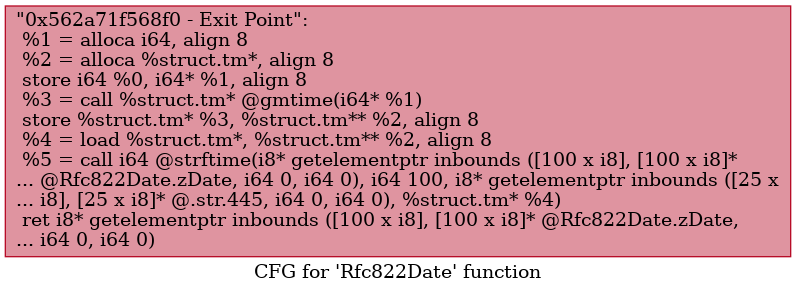 "0x562a71f568f0 - Exit Point":
%1 = alloca i64, align 8
%2 = alloca %struct.tm*, align 8
store i64 %0, i64* %1, align 8
%3 = call %struct.tm* @gmtime(i64* %1)
store %struct.tm* %3, %struct.tm** %2, align 8
%4 = load %struct.tm*, %struct.tm** %2, align 8
%5 = call i64 @strftime(i8* getelementptr inbounds ([100 x i8], [100 x i8]*
... @Rfc822Date.zDate, i64 0, i64 0), i64 100, i8* getelementptr inbounds ([25 x
... i8], [25 x i8]* @.str.445, i64 0, i64 0), %struct.tm* %4)
ret i8* getelementptr inbounds ([100 x i8], [100 x i8]* @Rfc822Date.zDate,
... i64 0, i64 0)
CFG for 'Rfc822Date' function